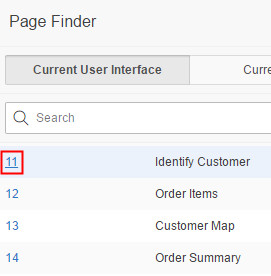 Page Finder
Current User Interface Curre
Search
11 Identify Customer
12 Order Items
13 Customer Map
14 Order Summary